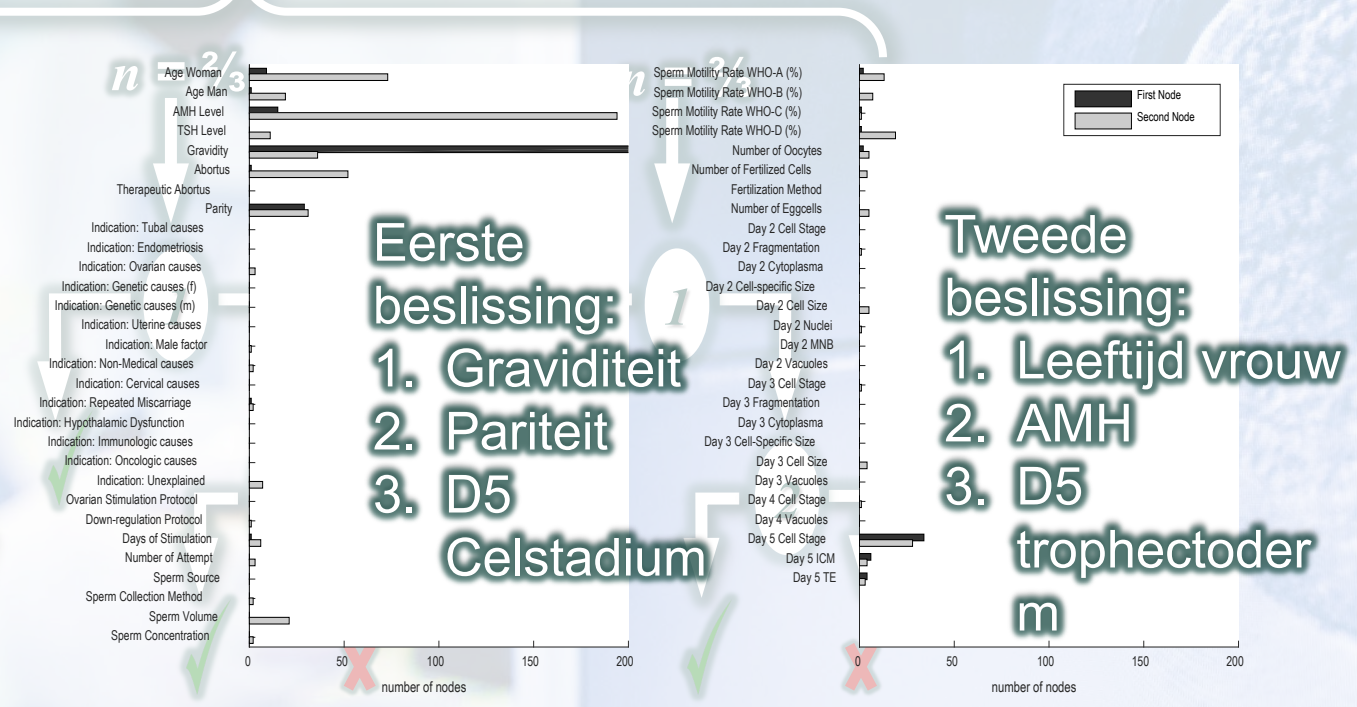 n = ⅔
Age Woman
Age Man
AMH Level
TSH Level
Gravidity
Abortus
Therapeutic Abortus
Parity
Indication: Tubal causes
Indication: Endometriosis
Indication: Ovarian causes
Indication: Genetic causes (f)
Indication: Genetic causes (m)
Indication: Uterine causes
Indication: Male factor
Indication: Non-Medical causes
Indication: Cervical causes
Indication: Repeated Miscarriage
Indication: Hypothalamic Dysfunction
Indication: Immunologic causes
Indication: Oncologic causes
Indication: Unexplained
Ovarian Stimulation Protocol
Down-regulation Protocol
Days of Stimulation
Number of Attempt
Sperm Source
Sperm Collection Method
Sperm Volume
Sperm Concentration
0 50 100 150 200
number of nodes
Eerste
beslissing:
1. Graviditeit
2. Pariteit
3. D5
Celstadium
n = ⅔
1
2
Sperm Motility Rate WHO-A (%)
Sperm Motility Rate WHO-B (%)
Sperm Motility Rate WHO-C (%)
Sperm Motility Rate WHO-D (%)
Number of Oocytes
Number of Fertilized Cells
Fertilization Method
Number of Eggcells
Day 2 Cell Stage
Day 2 Fragmentation
Day 2 Cytoplasma
Day 2 Cell-specific Size
Day 2 Cell Size
Day 2 Nuclei
Day 2 MNB
Day 2 Vacuoles
Day 3 Cell Stage
Day 3 Fragmentation
Day 3 Cytoplasma
Day 3 Cell-Specific Size
Day 3 Cell Size
Day 3 Vacuoles
Day 4 Cell Stage
Day 4 Vacuoles
Day 5 Cell Stage
Day 5 ICM
Day 5 TE
0 50 100 150 200
number of nodes
First Node
Second Node
Tweede
beslissing:
1. Leeftijd vrouw
2. AMH
3. D5
trophectoder
m